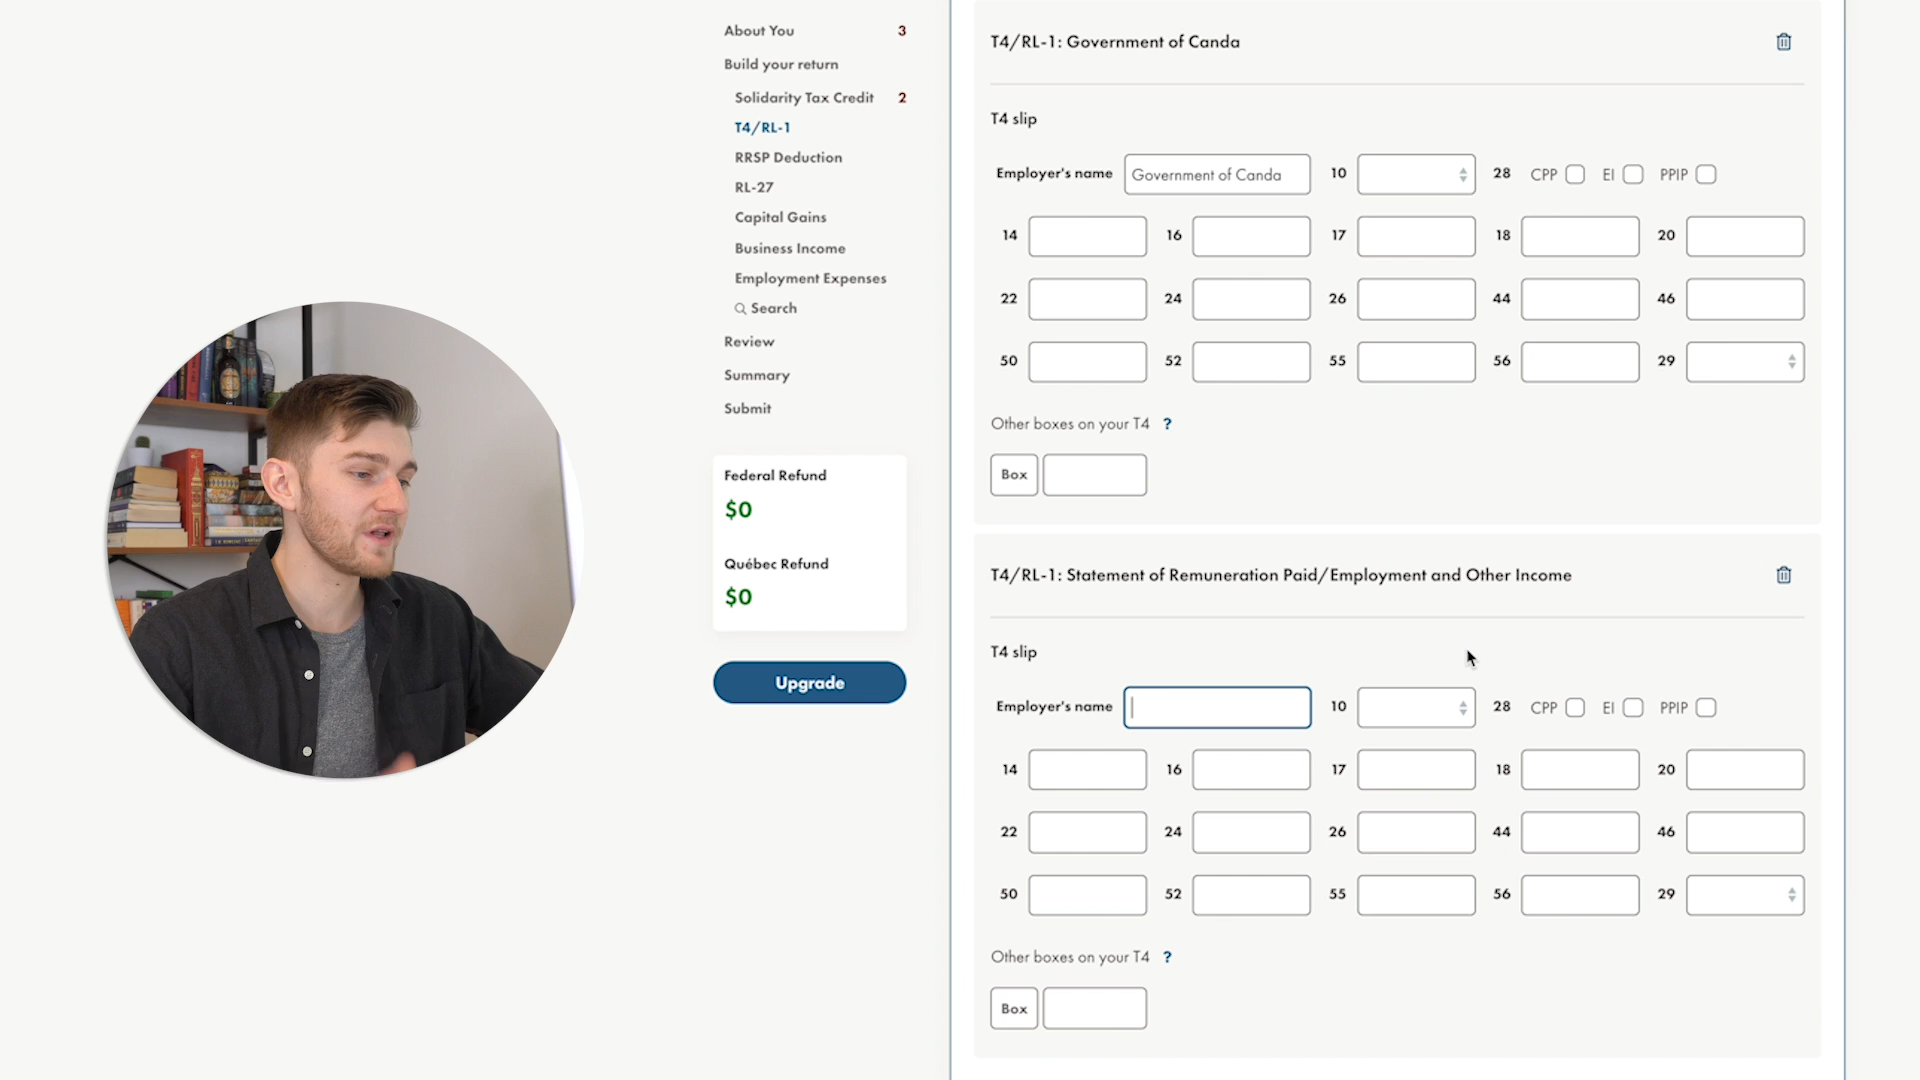 About You 3
Build your return
Solidarity Tax Credit 2
T4/RL-1
RRSP Deduction
RL-27
Capital Gains
Business Income
Employment Expenses
Search
Review
Summary
Submit
Federal Refund
$0
Québec Refund
$0
Upgrade
T4/RL-1: Government of Canda
T4 slip
Employer's name Government of Canda 10 28 CPP EI PPIP
14 16 17 18 20
22 24 26 44 46
50 52 55 56 29
Other boxes on your T4 ?
Box
T4/RL-1: Statement of Remuneration Paid/Employment and Other Income
T4 slip
Employer's name 10 28 CPP EI PPIP
14 16 17 18 20
22 24 26 44 46
50 52 55 56 29
Other boxes on your T4 ?
Box